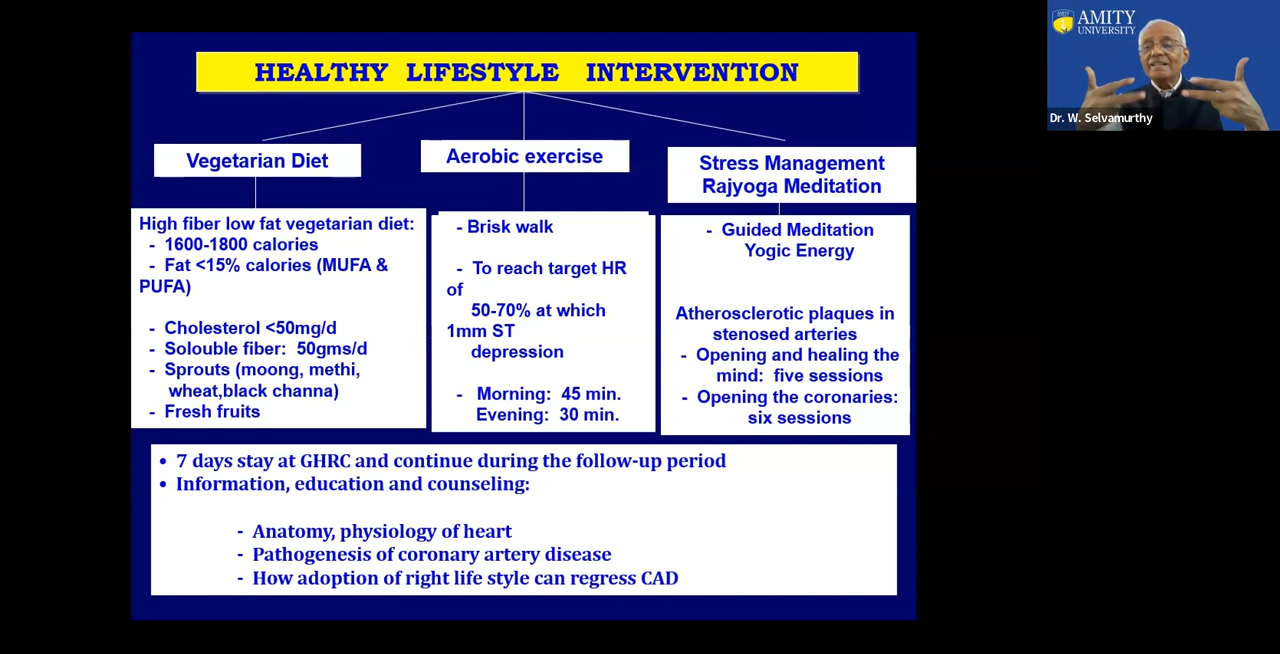 HEALTHY LIFESTYLE INTERVENTION
Vegetarian Diet
High fiber low fat vegetarian diet:
- 1600-1800 calories
- Fat <15% calories (MUFA &
PUFA)
- Cholesterol <50mg/d
- Solouble fiber: 50gms/d
- Sprouts (moong, methi,
wheat,black channa)
- Fresh fruits
Aerobic exercise
- Brisk walk
- To reach target HR
of
50-70% at which
1mm ST
depression
- Morning: 45 min.
Evening: 30 min.
Stress Management
Rajyoga Meditation
- Guided Meditation
Yogic Energy
Atherosclerotic plaques in
stenosed arteries
- Opening and healing the
mind: five sessions
- Opening the coronaries:
six sessions
• 7 days stay at GHRC and continue during the follow-up period
• Information, education and counseling:
- Anatomy, physiology of heart
- Pathogenesis of coronary artery disease
- How adoption of right life style can regress CAD
AMITY
UNIVERSITY
Dr. W. Selvamurthy